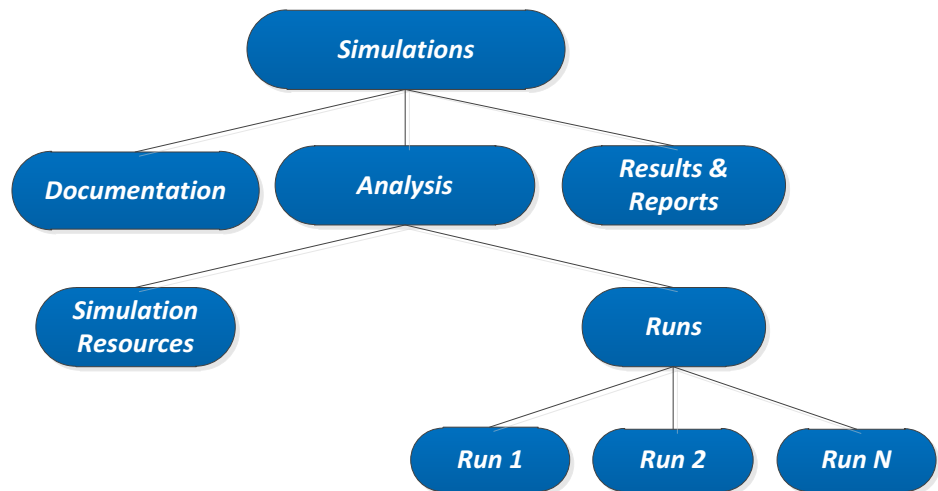 Simulations
Documentation
Analysis
Results &
Reports
Simulation
Resources
Runs
Run 1
Run 2
Run N